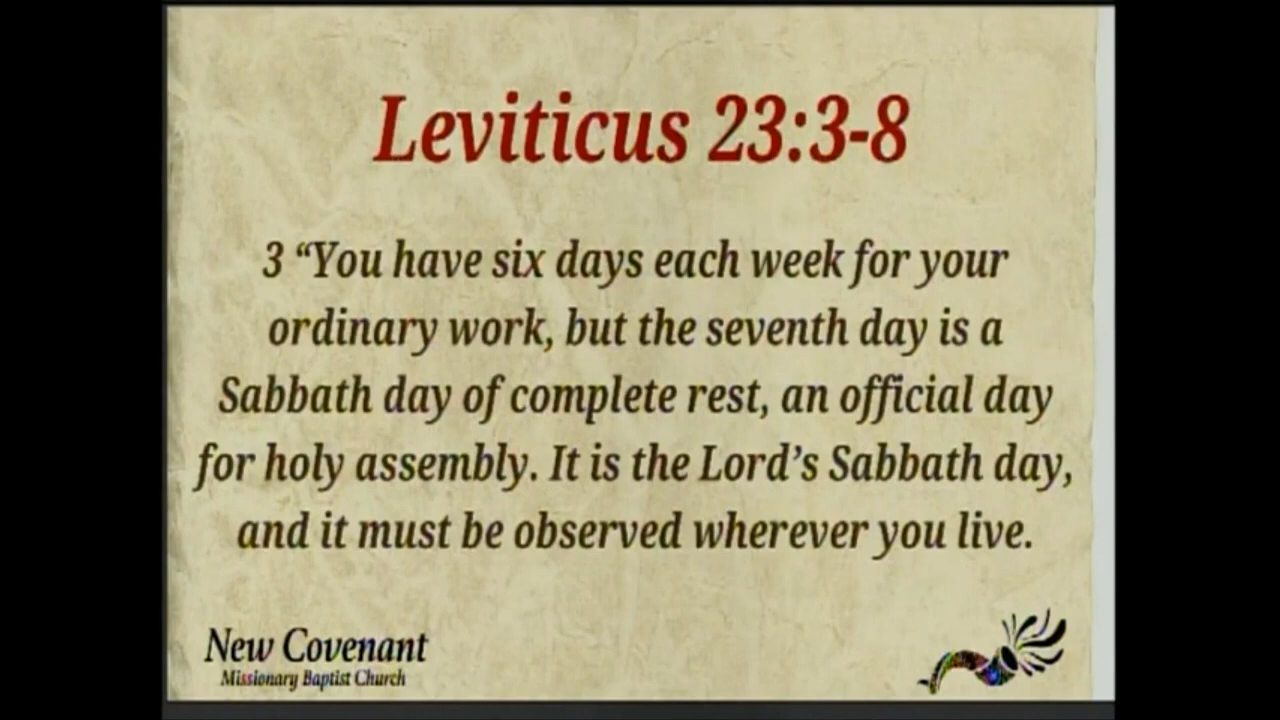 Leviticus 23:3-8
3 “You have six days each week for your
ordinary work, but the seventh day is a
Sabbath day of complete rest, an official day
for holy assembly. It is the Lord’s Sabbath day,
and it must be observed wherever you live.
New Covenant
Missionary Baptist Church